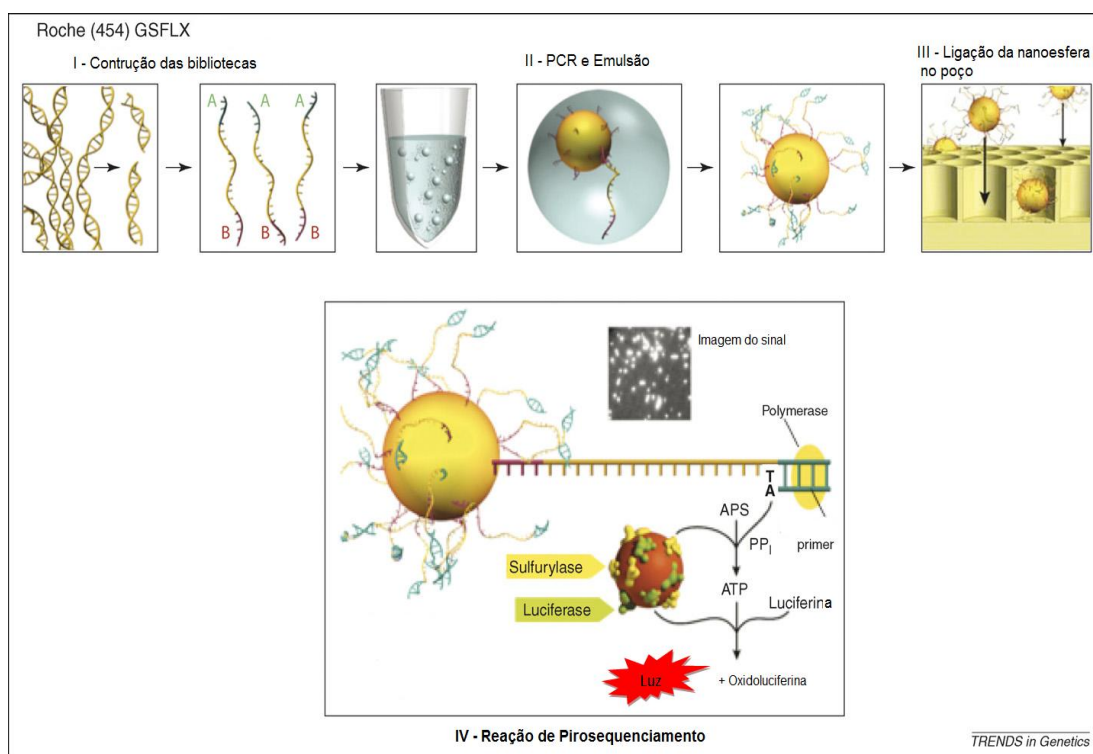 Roche (454) GSFLX
I - Contrução das bibliotecas
II - PCR e Emulsão
III - Ligação da nanoesfera
no poço
A A A
B B B
Imagem do sinal
Polymerase
T
A
APS
PPI
primer
Sulfurylase
ATP
Luciferina
Luciferase
Luz
+ Oxidoluciferina
IV - Reação de Pirosequenciamento
TRENDS in Genetics